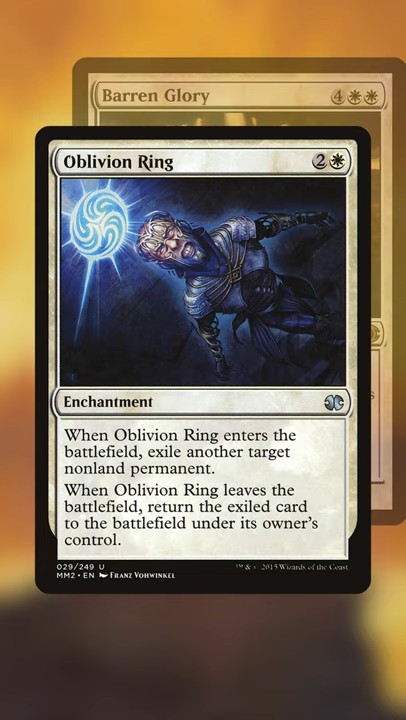 Barren Glory 4
Oblivion Ring 2
Enchantment
When Oblivion Ring enters the
battlefield, exile another target
nonland permanent.
When Oblivion Ring leaves the
battlefield, return the exiled card
to the battlefield under its owner's
control.
029/249 U
MM2 • EN Franz Vohwinkel
™ & © 2015 Wizards of the Coast